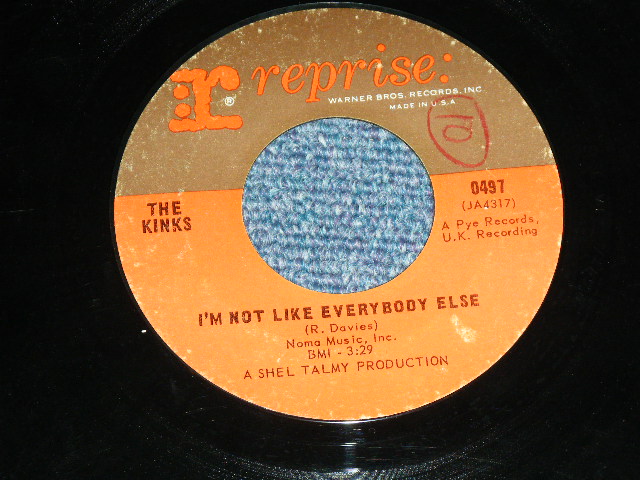 r reprise:
®
WARNER BROS. RECORDS, INC
MADE IN U.S.A
THE
KINKS
0497
(JA4317)
A Pye Records,
U.K. Recording
I'M NOT LIKE EVERYBODY ELSE
(R. Davies)
Noma Music, Inc.
BMI - 3:29
A SHEL TALMY PRODUCTION